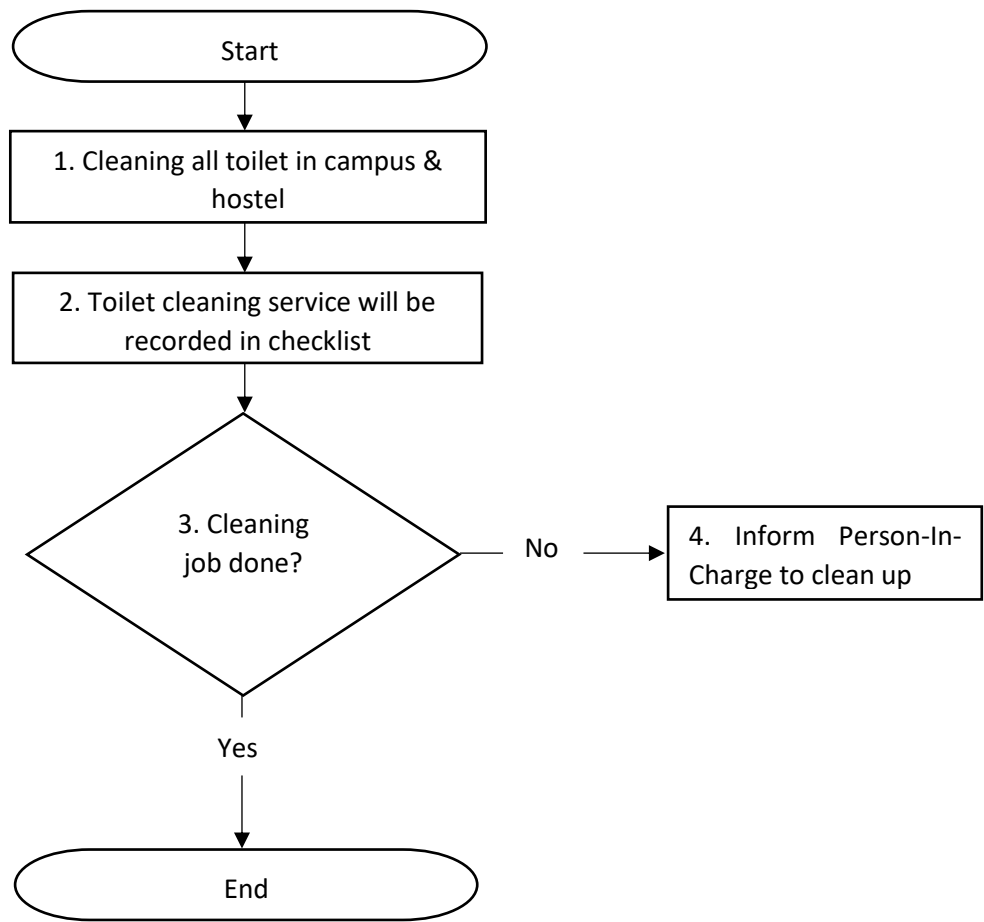 Start
1. Cleaning all toilet in campus &
hostel
2. Toilet cleaning service will be
recorded in checklist
3. Cleaning
job done?
No
4. Inform Person-In-
Charge to clean up
Yes
End